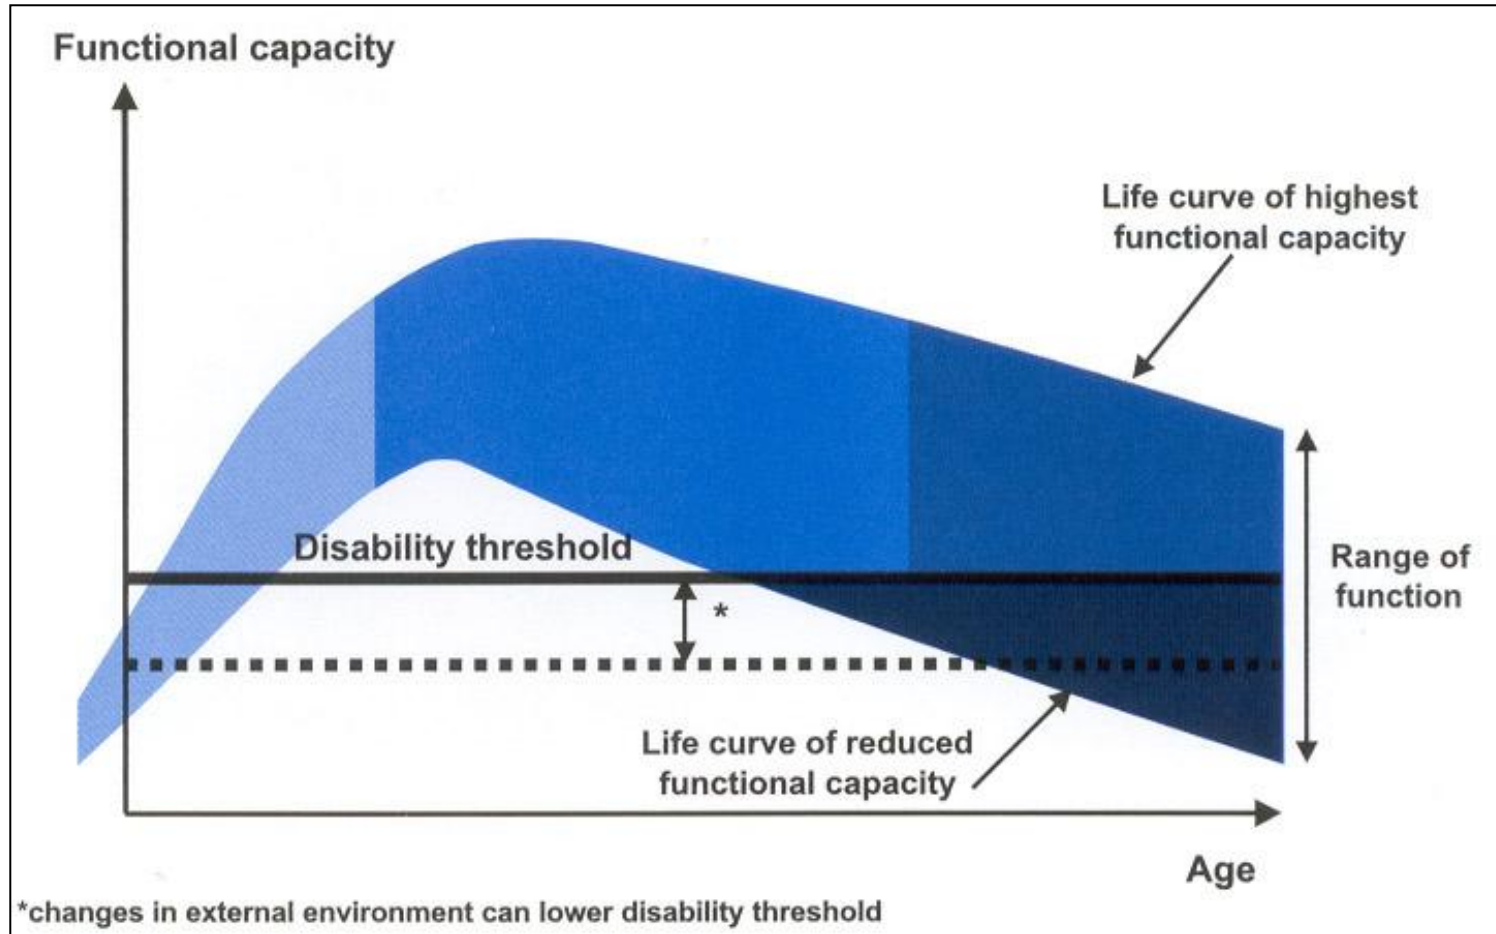 Functional capacity
Life curve of highest
functional capacity
Disability threshold
*
Range of
function
Life curve of reduced
functional capacity
Age
*changes in external environment can lower disability threshold